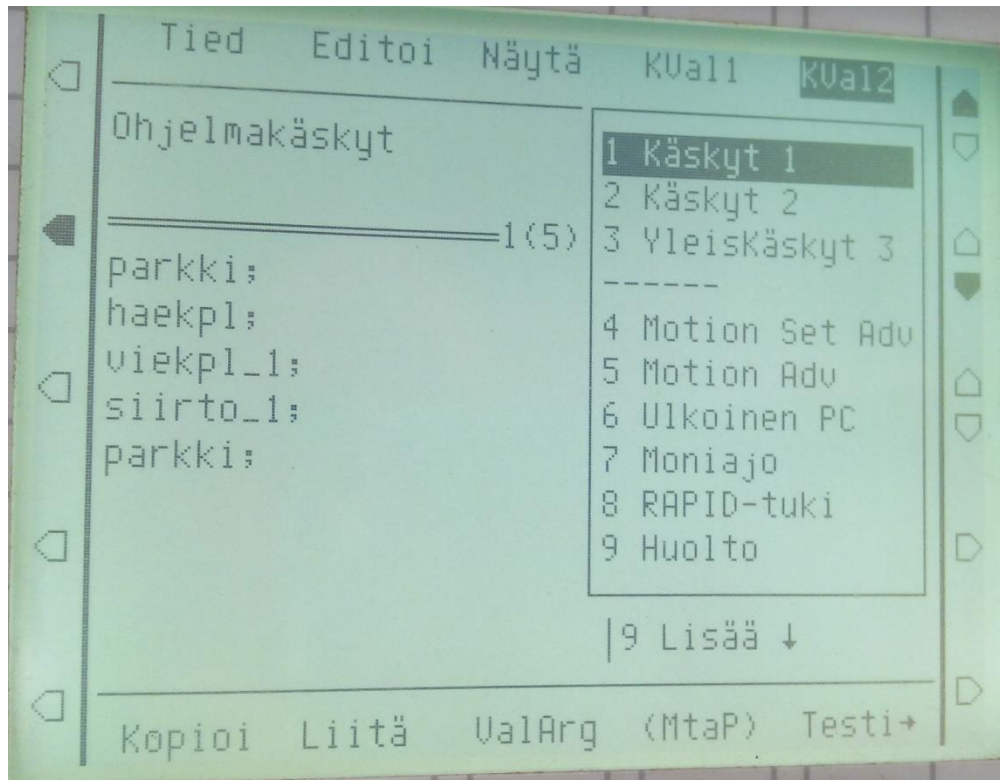 Tied Editoi Näytä KVal1 KVal2
Ohjelmakäskyt
1(5)
parkki;
haekpl;
viekpl_1;
siirto_1;
parkki;
1 Käskyt 1
2 Käskyt 2
3 YleisKäskyt 3
------
4 Motion Set Adv
5 Motion Adv
6 Ulkoinen PC
7 Moniajo
8 RAPID-tuki
9 Huolto
|9 Lisää ↓
Kopioi Liitä ValArg (MtaP) Testi→